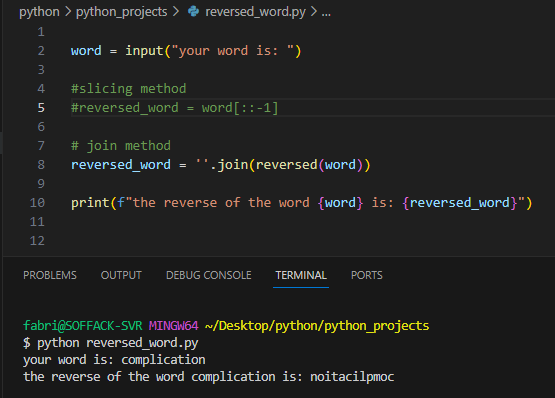 python > python_projects > reversed_word.py > ...
1
2 word = input("your word is: ")
3
4 #slicing method
5 #reversed_word = word[::-1]
6
7 # join method
8 reversed_word = ''.join(reversed(word))
9
10 print(f"the reverse of the word {word} is: {reversed_word}")
11
12
PROBLEMS OUTPUT DEBUG CONSOLE TERMINAL PORTS
fabri@SOFFACK-SVR MINGW64 ~/Desktop/python/python_projects
$ python reversed_word.py
your word is: complication
the reverse of the word complication is: noitacilpmoc